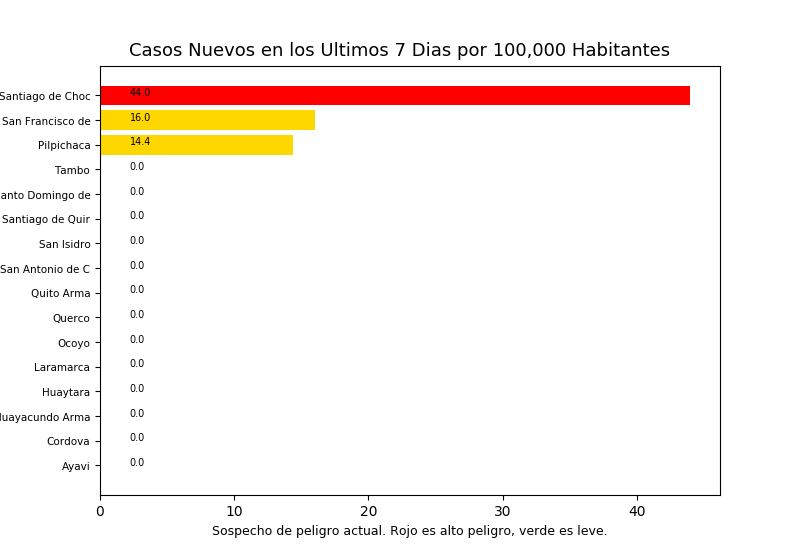 Casos Nuevos en los Ultimos 7 Dias por 100,000 Habitantes
Santiago de Choc 44.0
San Francisco de 16.0
Pilpichaca 14.4
Tambo 0.0
anto Domingo de 0.0
Santiago de Quir 0.0
San Isidro 0.0
San Antonio de C 0.0
Quito Arma 0.0
Querco 0.0
Ocoyo 0.0
Laramarca 0.0
Huaytara 0.0
uayacundo Arma 0.0
Cordova 0.0
Ayavi 0.0
0 10 20 30 40
Sospecho de peligro actual. Rojo es alto peligro, verde es leve.